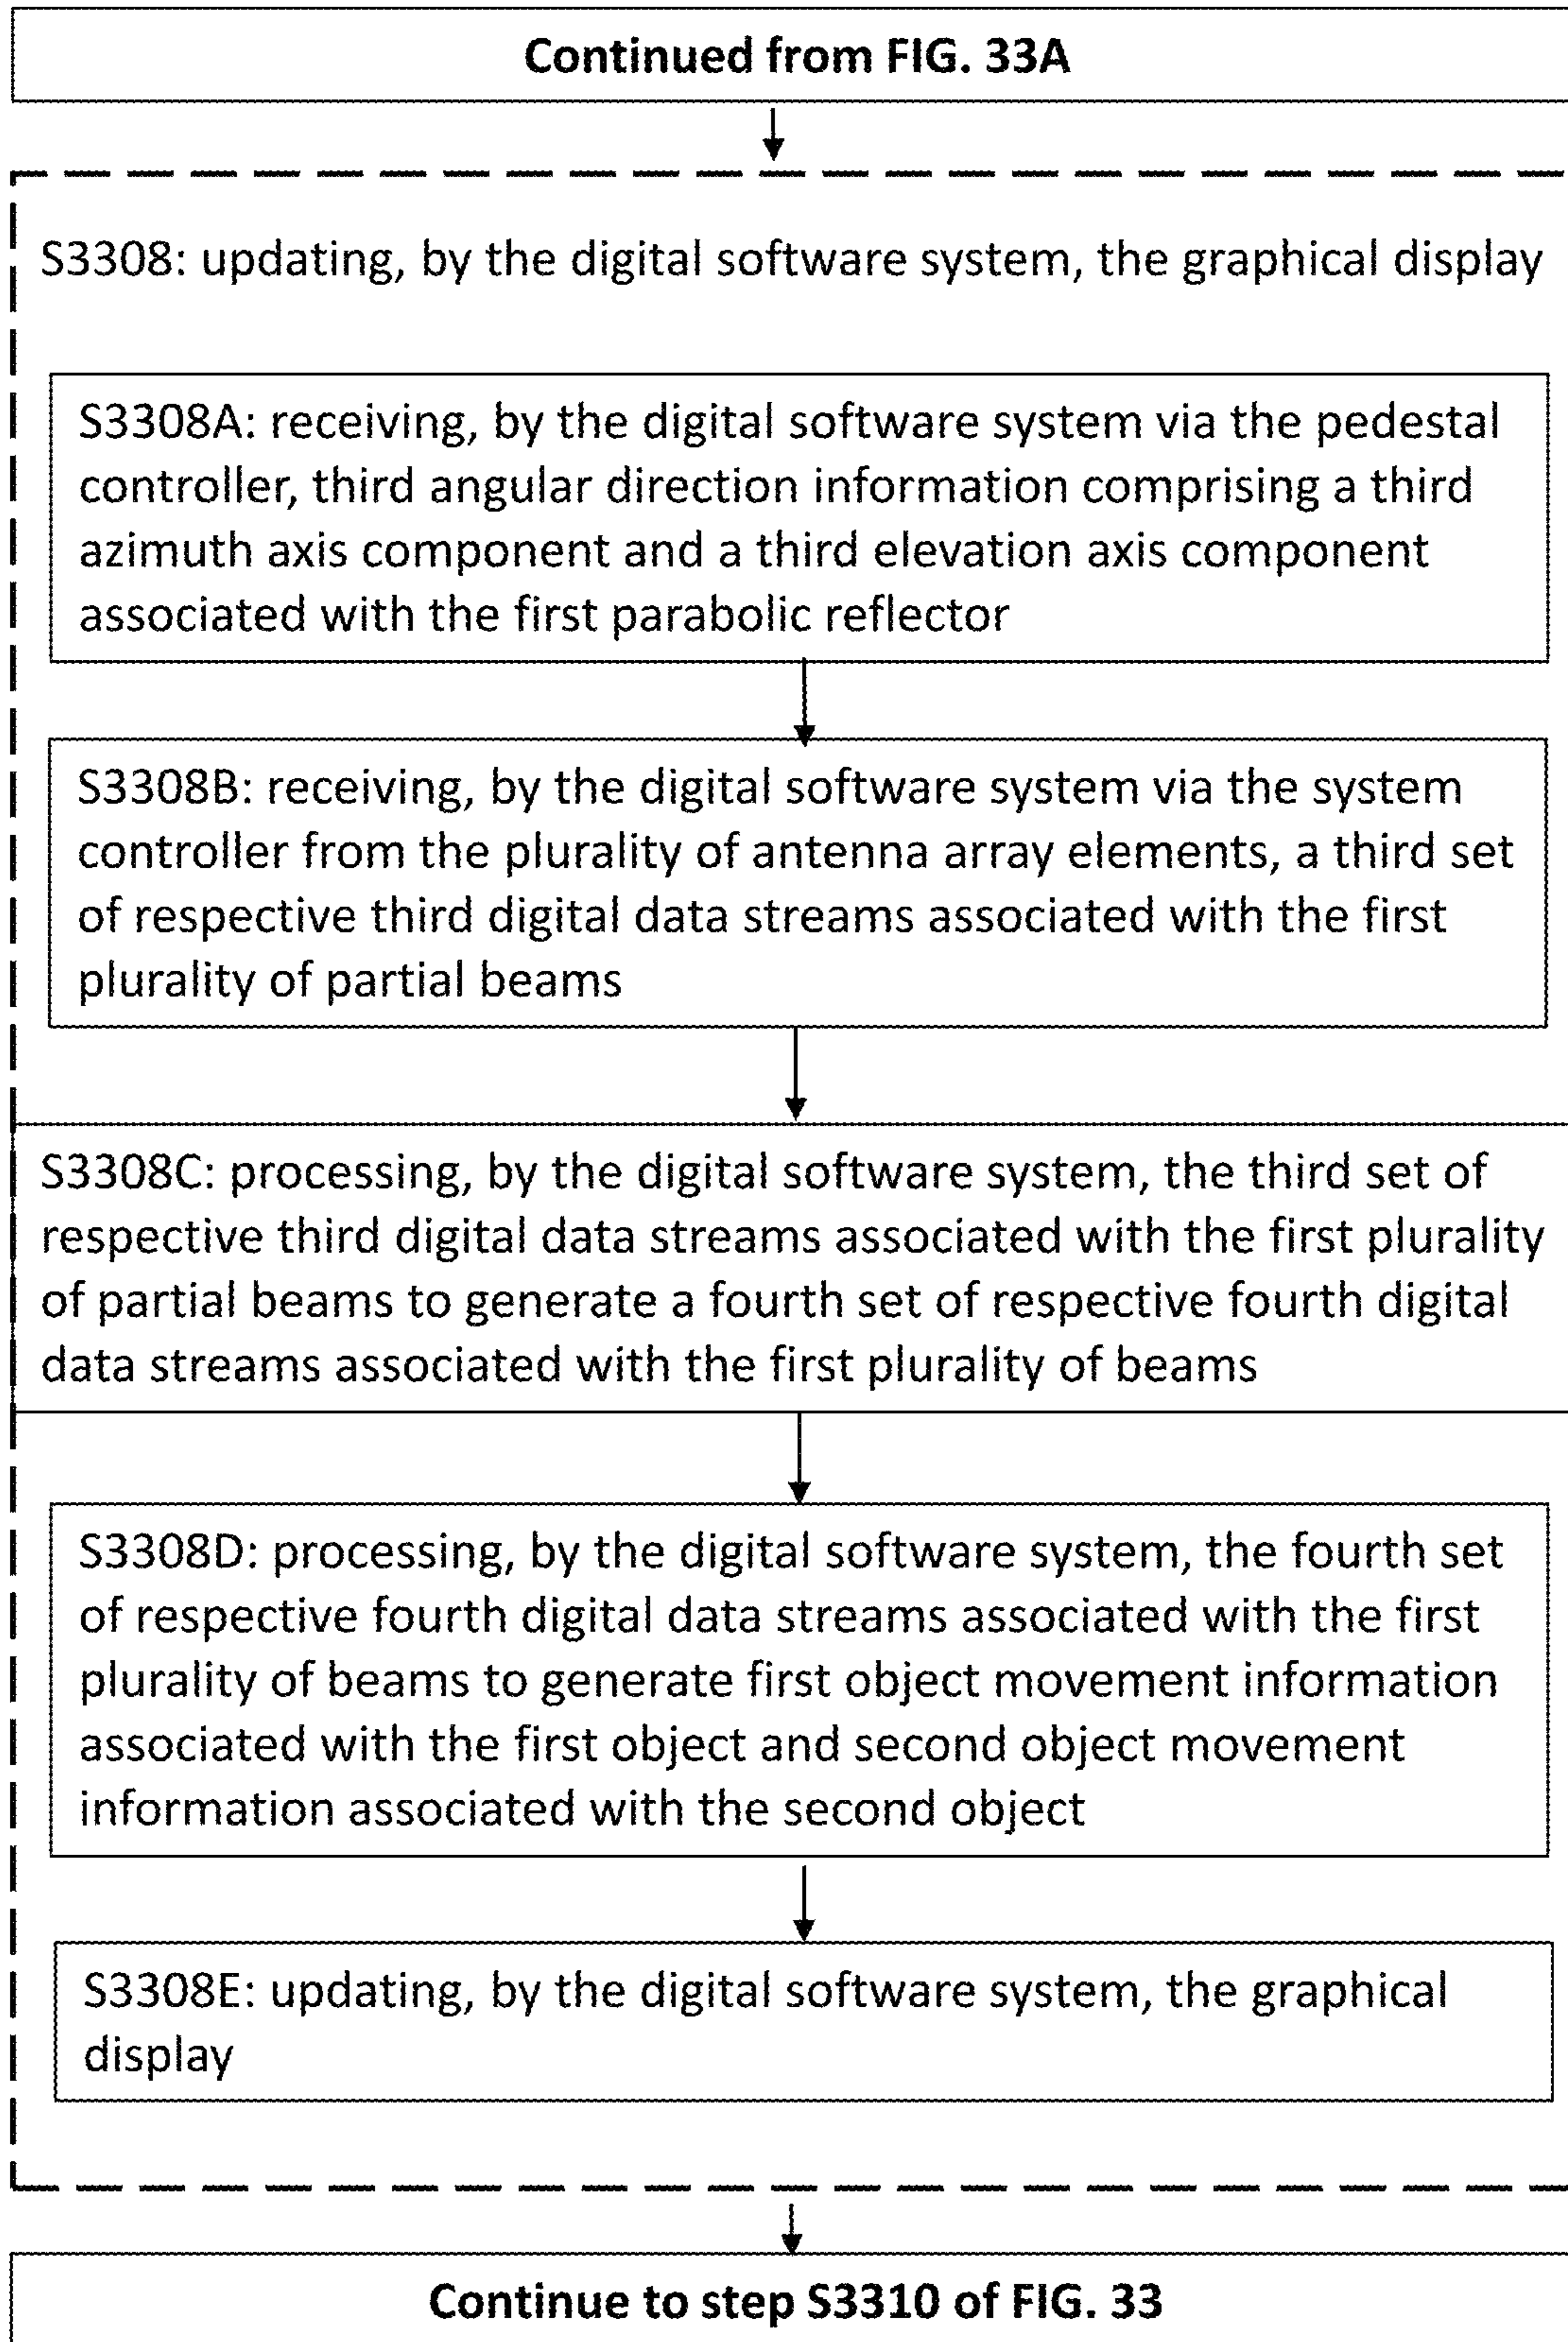 Continued from FIG. 33A
S3308: updating, by the digital software system, the graphical display
S3308A: receiving, by the digital software system via the pedestal
controller, third angular direction information comprising a third
azimuth axis component and a third elevation axis component
associated with the first parabolic reflector
S3308B: receiving, by the digital software system via the system
controller from the plurality of antenna array elements, a third set
of respective third digital data streams associated with the first
plurality of partial beams
S3308C: processing, by the digital software system, the third set of
respective third digital data streams associated with the first plurality
of partial beams to generate a fourth set of respective fourth digital
data streams associated with the first plurality of beams
S3308D: processing, by the digital software system, the fourth set
of respective fourth digital data streams associated with the first
plurality of beams to generate first object movement information
associated with the first object and second object movement
information associated with the second object
S3308E: updating, by the digital software system, the graphical
display
Continue to step S3310 of FIG. 33